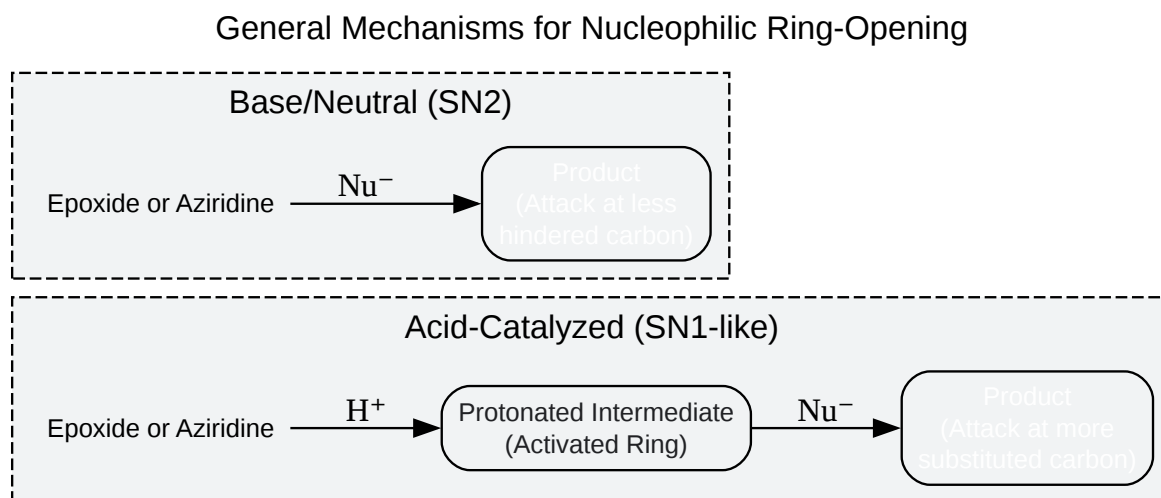 General Mechanisms for Nucleophilic Ring-Opening
Base/Neutral (SN2)
Epoxide or Aziridine
Nu⁻
Product
(Attack at less
hindered carbon)
Acid-Catalyzed (SN1-like)
Epoxide or Aziridine
H⁺
Protonated Intermediate
(Activated Ring)
Nu⁻
Product
(Attack at more
substituted carbon)